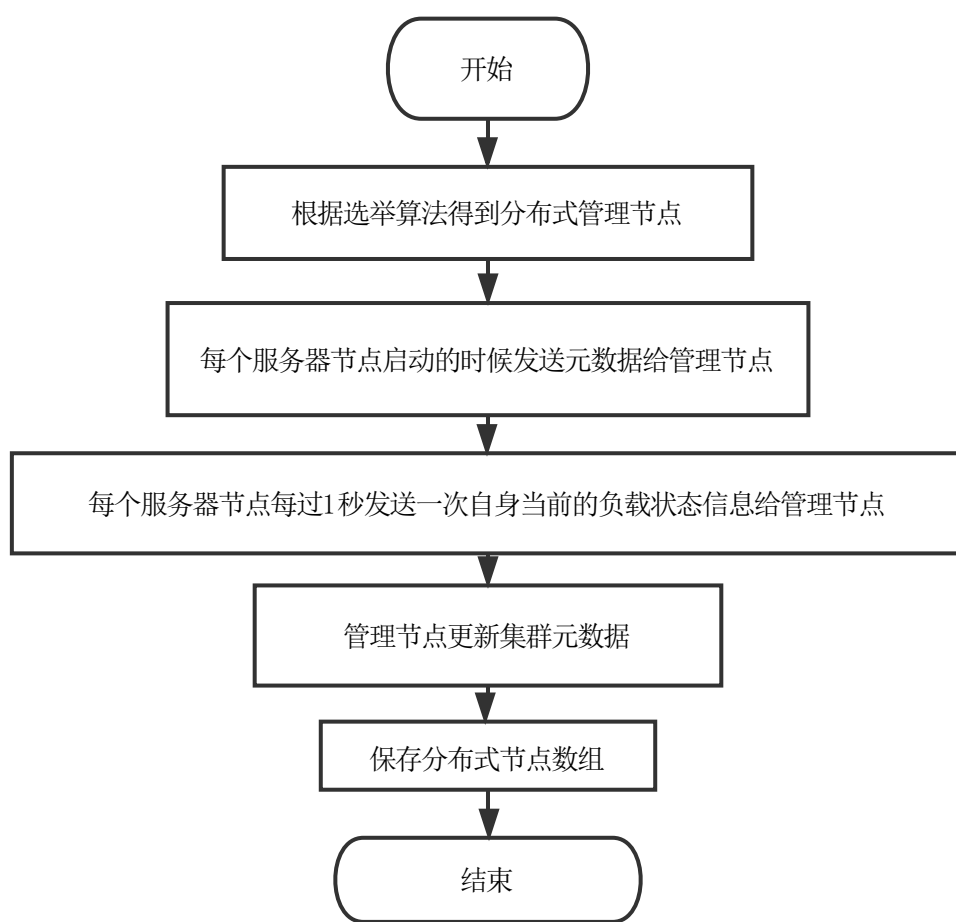 开始
根据选举算法得到分布式管理节点
每个服务器节点启动的时候发送元数据给管理节点
每个服务器节点每过1秒发送一次自身当前的负载状态信息给管理节点
管理节点更新集群元数据
保存分布式节点数组
结束